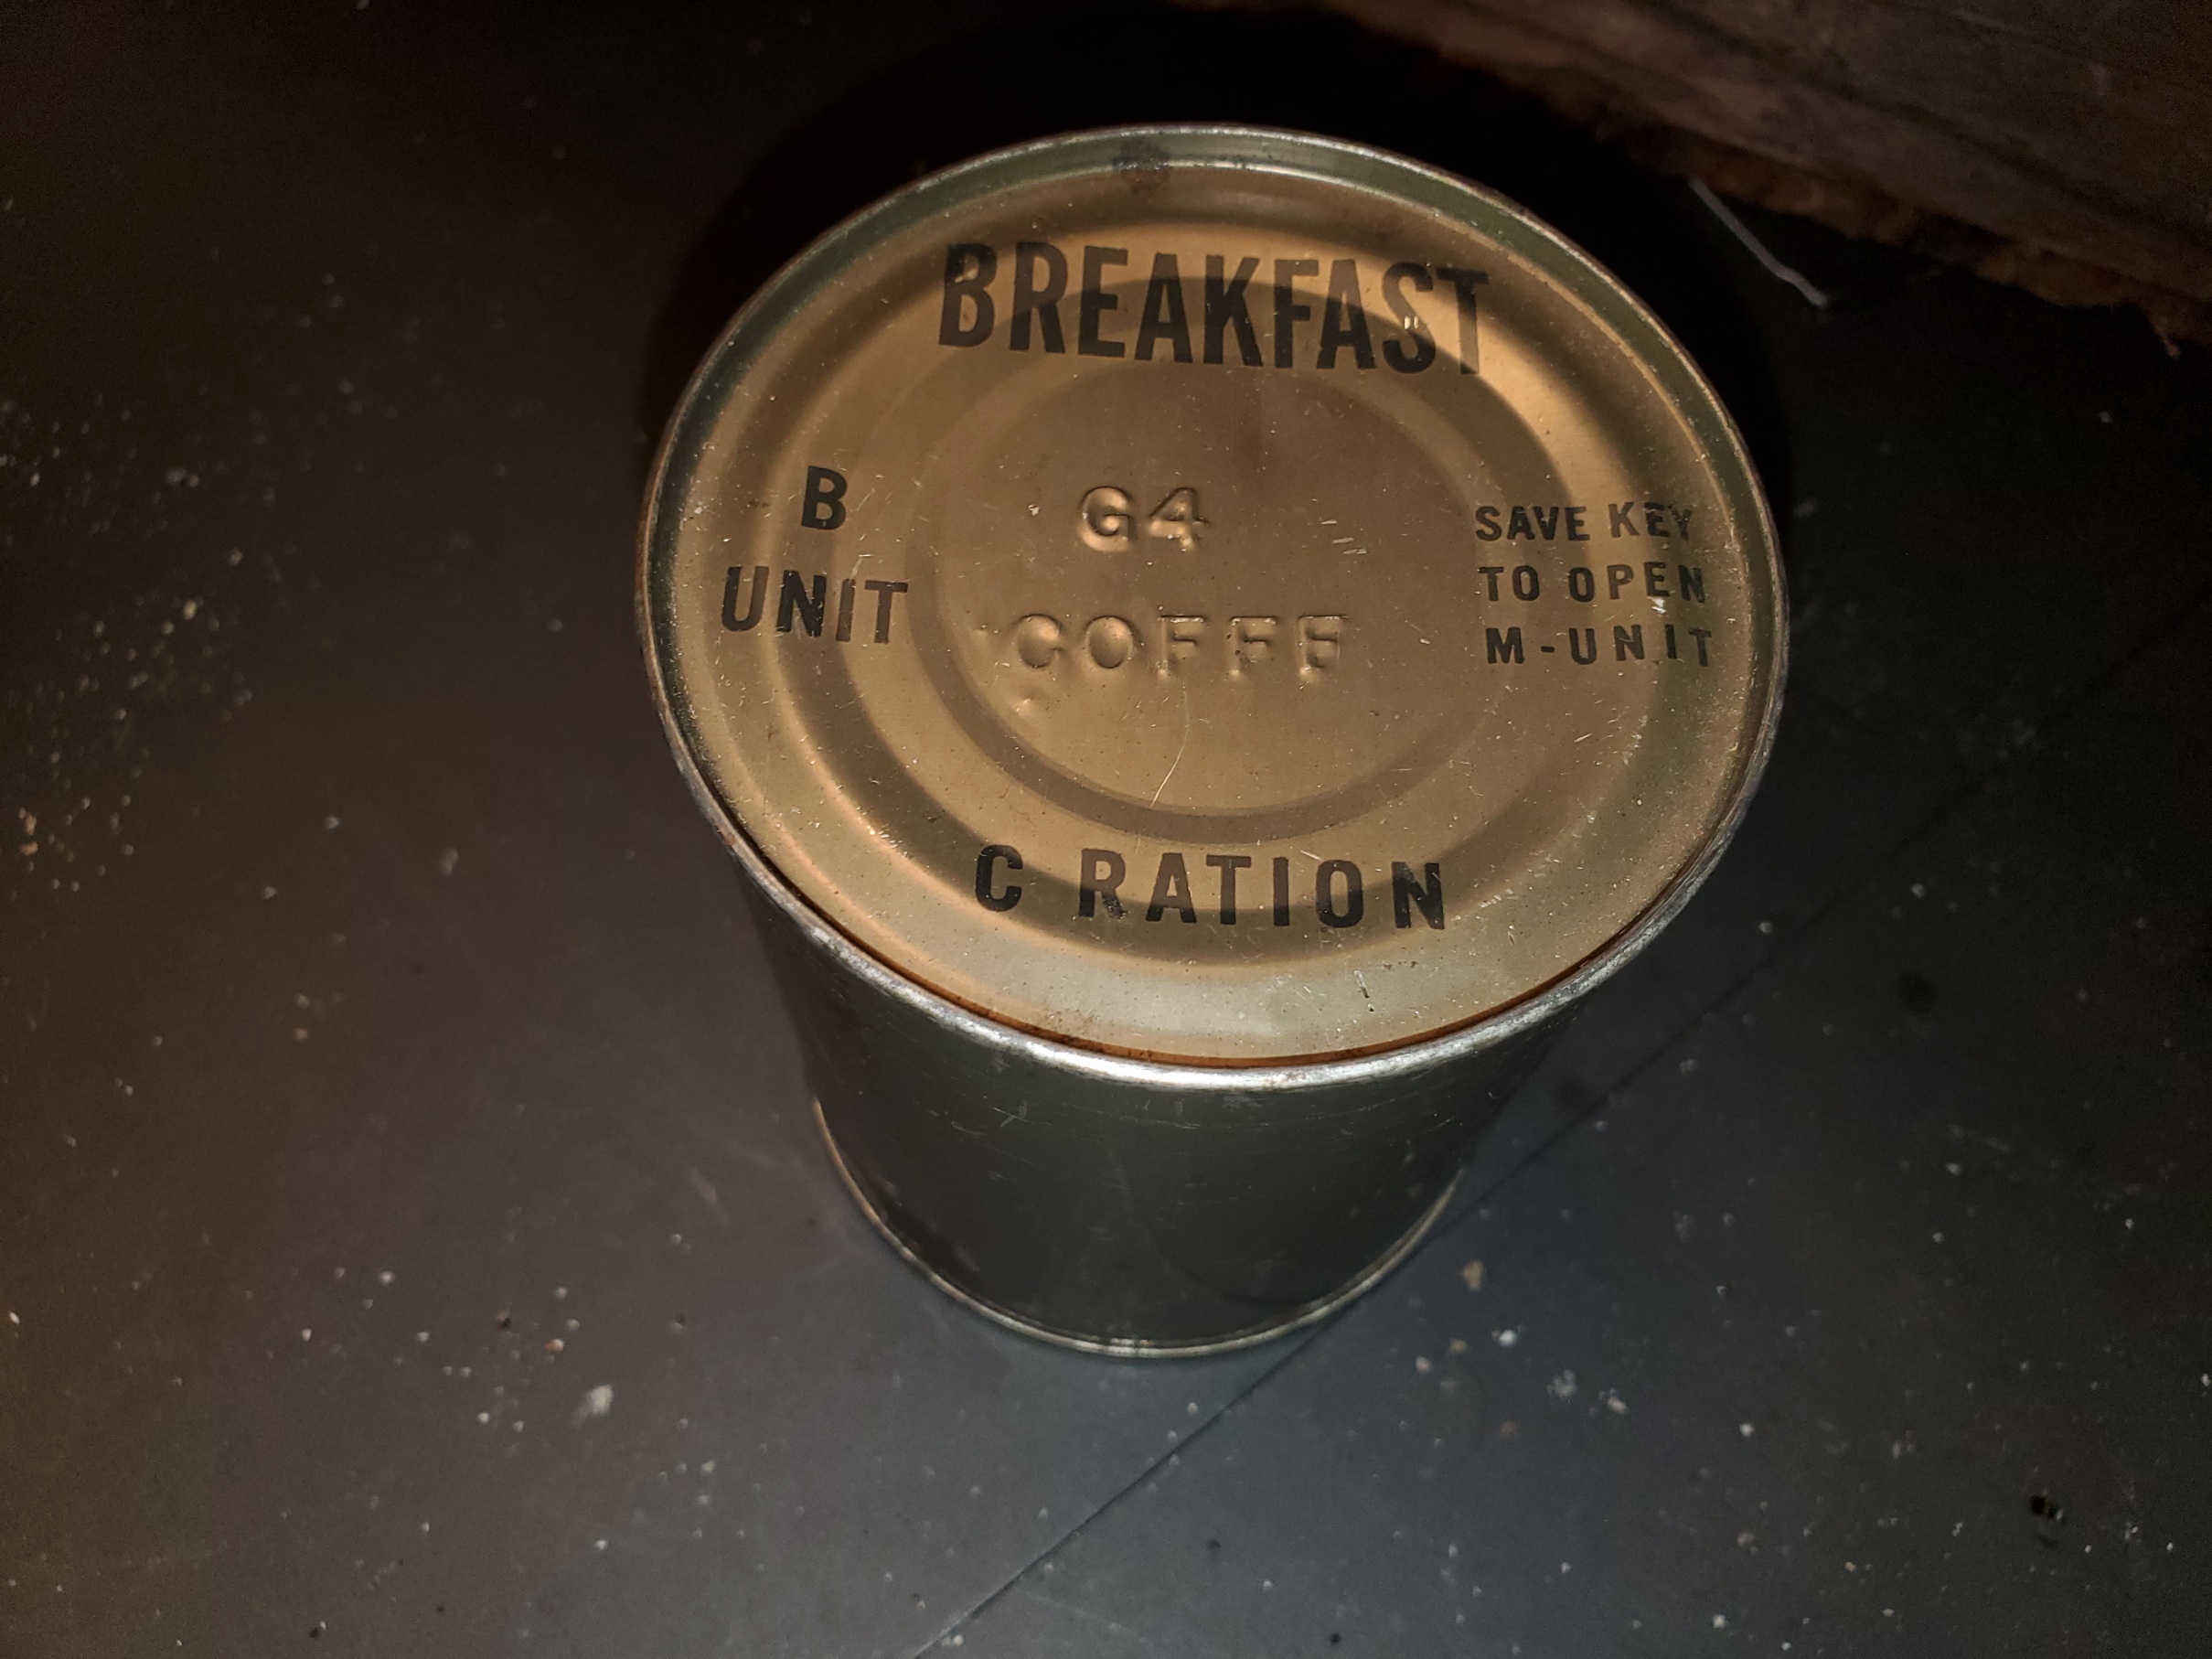 BREAKFAST
B
UNIT
G4
COFFE
SAVE KEY
TO OPEN
M-UNIT
C RATION